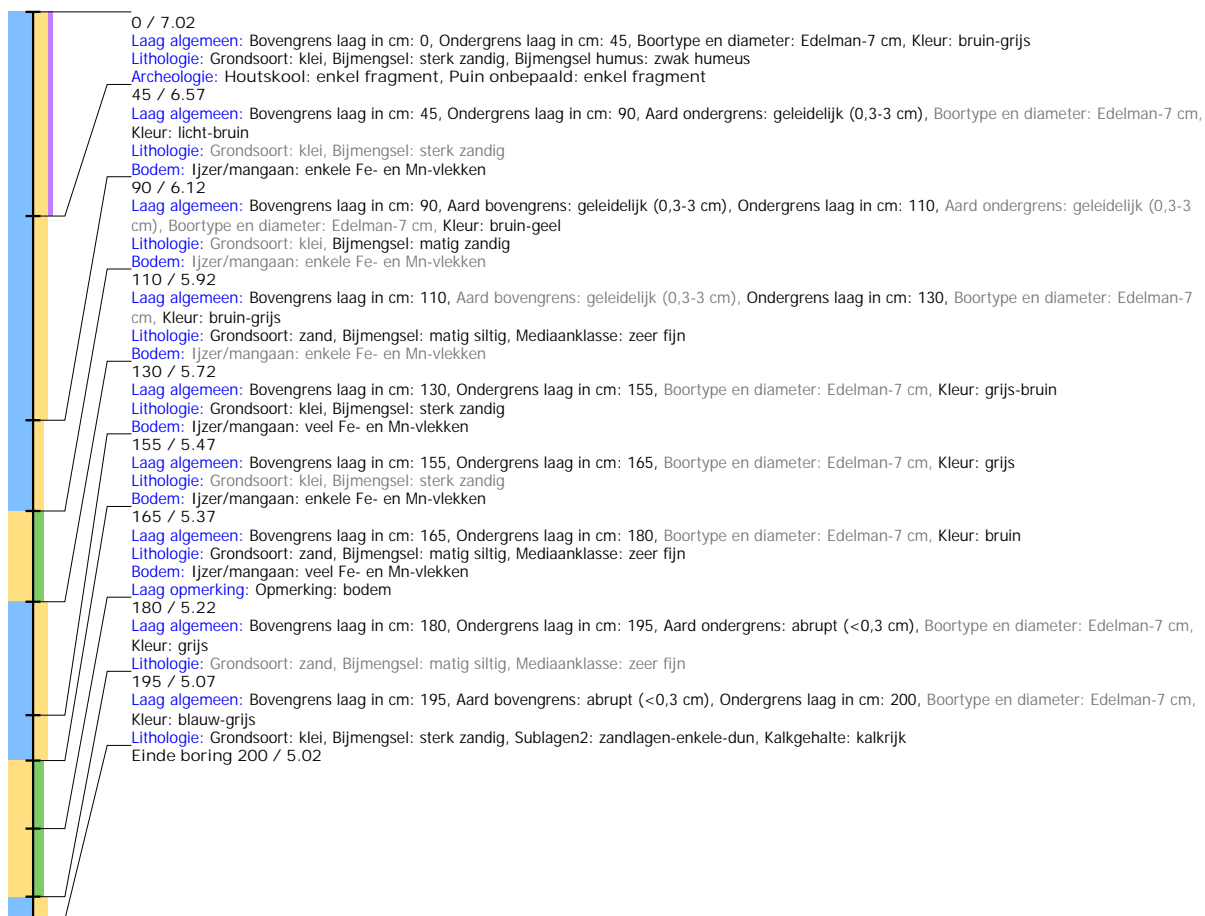 0 / 7.02
Laag algemeen: Bovengrens laag in cm: 0, Ondergrens laag in cm: 45, Boortype en diameter: Edelman-7 cm, Kleur: bruin-grijs
Lithologie: Grondsoort: klei, Bijmengsel: sterk zandig, Bijmengsel humus: zwak humeus
Archeologie: Houtskool: enkel fragment, Puin onbepaald: enkel fragment
45 / 6.57
Laag algemeen: Bovengrens laag in cm: 45, Ondergrens laag in cm: 90, Aard ondergrens: geleidelijk (0,3-3 cm), Boortype en diameter: Edelman-7 cm,
Kleur: licht-bruin
Lithologie: Grondsoort: klei, Bijmengsel: sterk zandig
Bodem: Ijzer/mangaan: enkele Fe- en Mn-vlekken
90 / 6.12
Laag algemeen: Bovengrens laag in cm: 90, Aard bovengrens: geleidelijk (0,3-3 cm), Ondergrens laag in cm: 110, Aard ondergrens: geleidelijk (0,3-3
cm), Boortype en diameter: Edelman-7 cm, Kleur: bruin-geel
Lithologie: Grondsoort: klei, Bijmengsel: matig zandig
Bodem: Ijzer/mangaan: enkele Fe- en Mn-vlekken
110 / 5.92
Laag algemeen: Bovengrens laag in cm: 110, Aard bovengrens: geleidelijk (0,3-3 cm), Ondergrens laag in cm: 130, Boortype en diameter: Edelman-7
cm, Kleur: bruin-grijs
Lithologie: Grondsoort: zand, Bijmengsel: matig siltig, Mediaanklasse: zeer fijn
Bodem: Ijzer/mangaan: enkele Fe- en Mn-vlekken
130 / 5.72
Laag algemeen: Bovengrens laag in cm: 130, Ondergrens laag in cm: 155, Boortype en diameter: Edelman-7 cm, Kleur: grijs-bruin
Lithologie: Grondsoort: klei, Bijmengsel: sterk zandig
Bodem: Ijzer/mangaan: veel Fe- en Mn-vlekken
155 / 5.47
Laag algemeen: Bovengrens laag in cm: 155, Ondergrens laag in cm: 165, Boortype en diameter: Edelman-7 cm, Kleur: grijs
Lithologie: Grondsoort: klei, Bijmengsel: sterk zandig
Bodem: Ijzer/mangaan: enkele Fe- en Mn-vlekken
165 / 5.37
Laag algemeen: Bovengrens laag in cm: 165, Ondergrens laag in cm: 180, Boortype en diameter: Edelman-7 cm, Kleur: bruin
Lithologie: Grondsoort: zand, Bijmengsel: matig siltig, Mediaanklasse: zeer fijn
Bodem: Ijzer/mangaan: veel Fe- en Mn-vlekken
Laag opmerking: Opmerking: bodem
180 / 5.22
Laag algemeen: Bovengrens laag in cm: 180, Ondergrens laag in cm: 195, Aard ondergrens: abrupt (<0,3 cm), Boortype en diameter: Edelman-7 cm,
Kleur: grijs
Lithologie: Grondsoort: zand, Bijmengsel: matig siltig, Mediaanklasse: zeer fijn
195 / 5.07
Laag algemeen: Bovengrens laag in cm: 195, Aard bovengrens: abrupt (<0,3 cm), Ondergrens laag in cm: 200, Boortype en diameter: Edelman-7 cm,
Kleur: blauw-grijs
Lithologie: Grondsoort: klei, Bijmengsel: sterk zandig, Sublagen2: zandlagen-enkele-dun, Kalkgehalte: kalkrijk
Einde boring 200 / 5.02